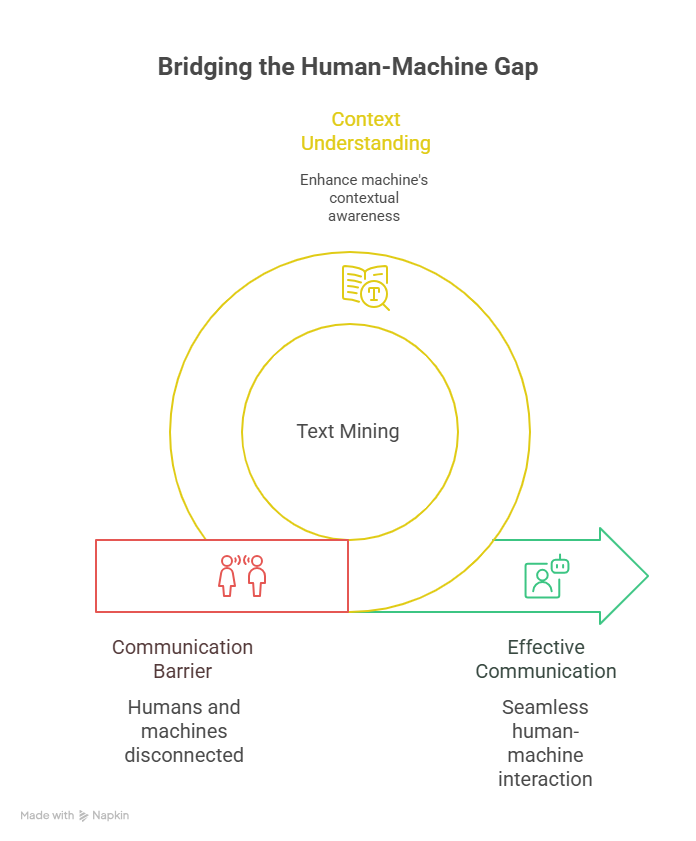 Bridging the Human-Machine Gap
Context
Understanding
Enhance machine's
contextual
awareness
T
Text Mining
Communication
Barrier
Humans and
machines
disconnected
Effective
Communication
Seamless
human-
machine
interaction
Made with Napkin